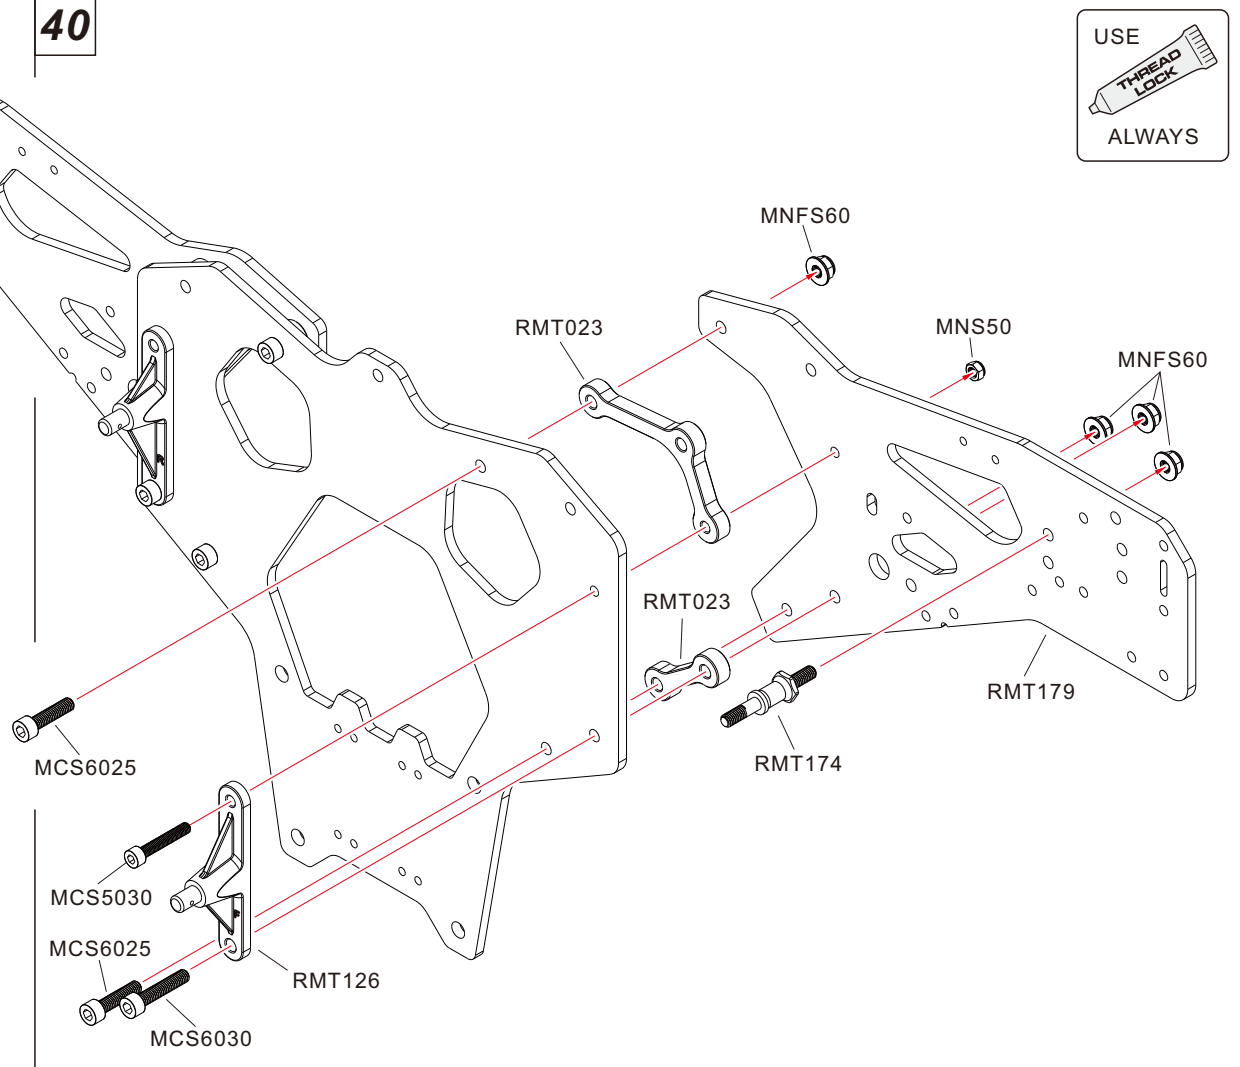 40
USE
THREAD
LOCK
ALWAYS
MNFS60
RMT023
MNS50
MNFS60
RMT023
RMT179
RMT174
MCS6025
MCS5030
MCS6025
RMT126
MCS6030